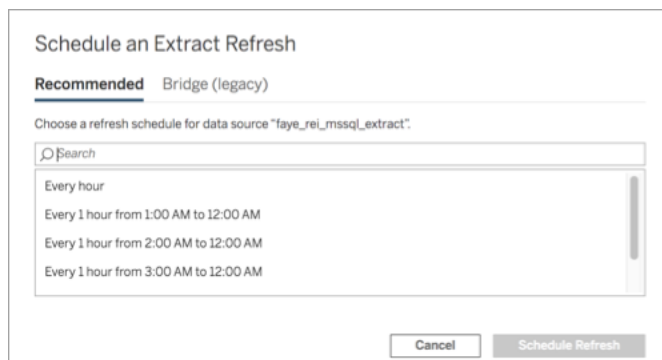 Schedule an Extract Refresh
Recommended Bridge (legacy)
Choose a refresh schedule for data source "faye_rei_mssql_extract".
Search
Every hour
Every 1 hour from 1:00 AM to 12:00 AM
Every 1 hour from 2:00 AM to 12:00 AM
Every 1 hour from 3:00 AM to 12:00 AM
Cancel Schedule Refresh